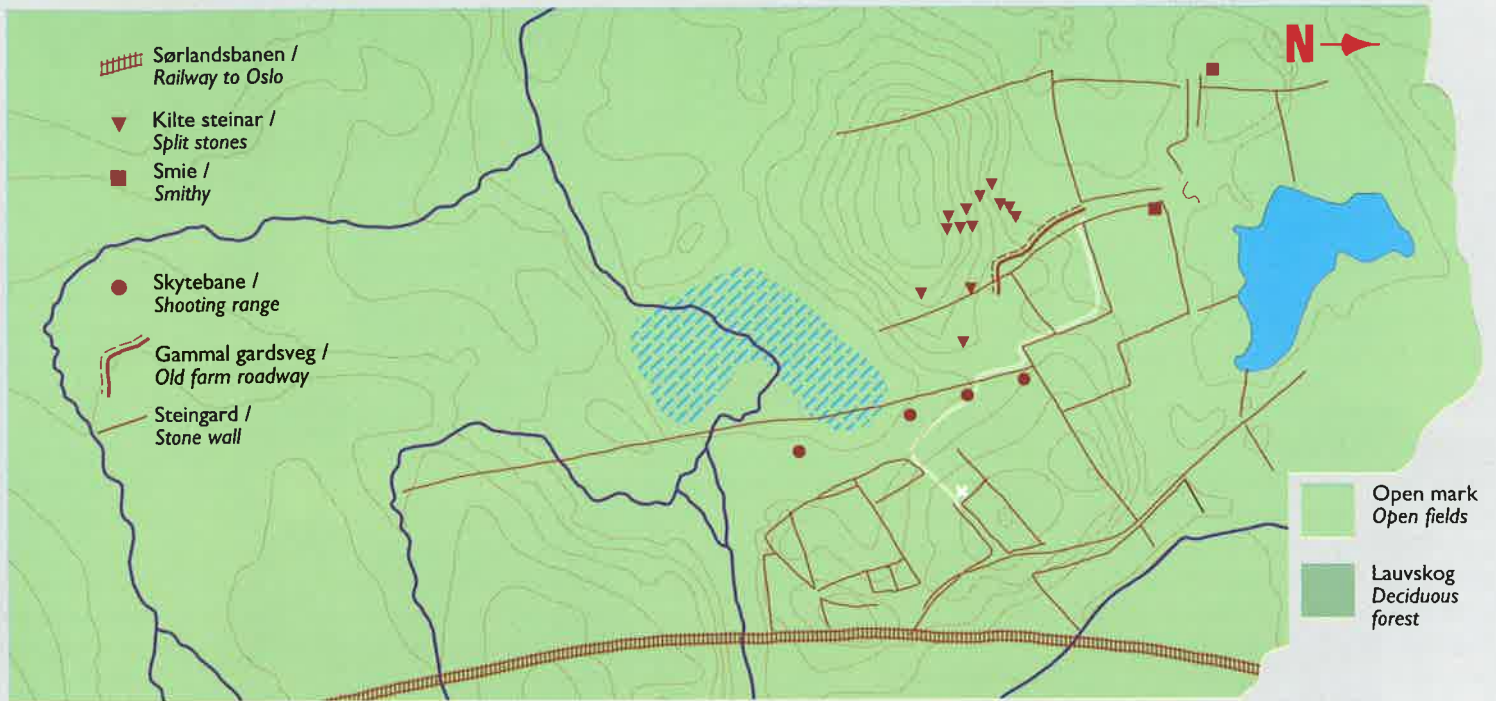 Sørlandsbanen /
Railway to Oslo
Kilte steinar /
Split stones
Smie /
Smithy
Skytebane /
Shooting range
Gammal gardsveg /
Old farm roadway
Steingard /
Stone wall
N
Open mark
Open fields
Lauvskog
Deciduous
forest